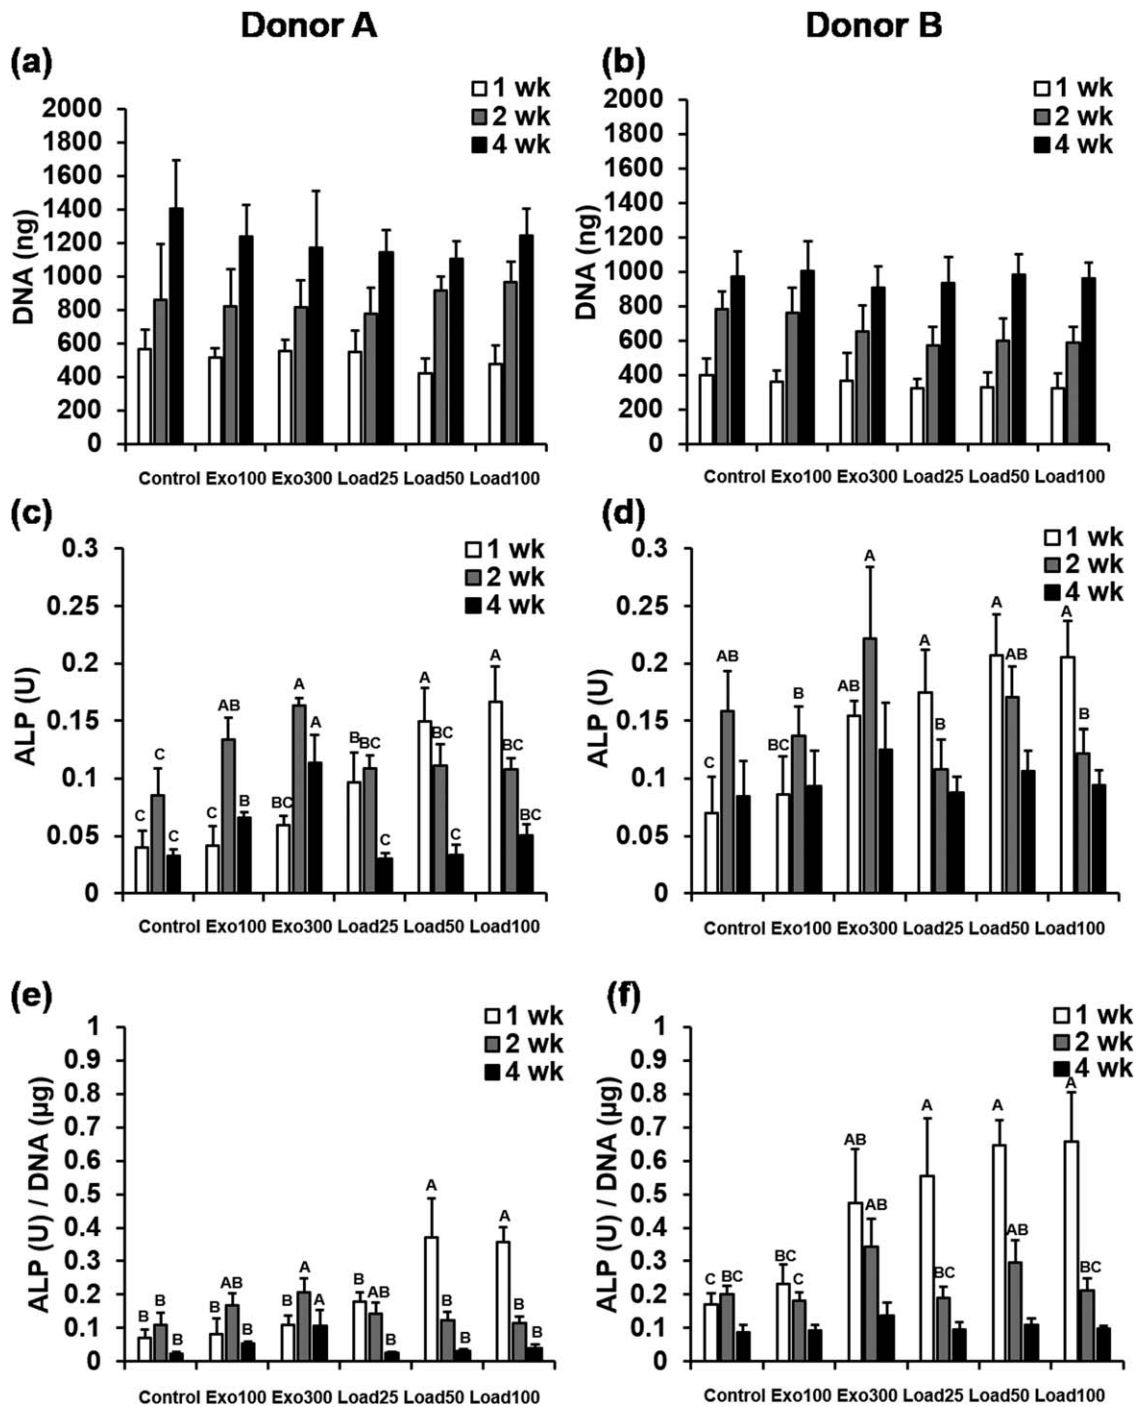 Donor A
Donor B
(a)
1 wk
2 wk
4 wk
DNA (ng)
2000
1800
1600
1400
1200
1000
800
600
400
200
0
Control Exo100 Exo300 Load25 Load50 Load100
(b)
1 wk
2 wk
4 wk
DNA (ng)
2000
1800
1600
1400
1200
1000
800
600
400
200
0
Control Exo100 Exo300 Load25 Load50 Load100
(c)
1 wk
2 wk
4 wk
ALP (U)
0.3
0.25
0.2
0.15
0.1
0.05
0
C C C C AB B BC A A B BC C A BC C A BC BC
Control Exo100 Exo300 Load25 Load50 Load100
(d)
1 wk
2 wk
4 wk
ALP (U)
0.3
0.25
0.2
0.15
0.1
0.05
0
C AB BC B AB A A B A AB A B
Control Exo100 Exo300 Load25 Load50 Load100
(e)
1 wk
2 wk
4 wk
ALP (U) / DNA (μg)
1
0.9
0.8
0.7
0.6
0.5
0.4
0.3
0.2
0.1
0
B B B B AB B B A A B AB B A B B A B B
Control Exo100 Exo300 Load25 Load50 Load100
(f)
1 wk
2 wk
4 wk
ALP (U) / DNA (μg)
1
0.9
0.8
0.7
0.6
0.5
0.4
0.3
0.2
0.1
0
C BC BC C AB AB A BC A AB A BC
Control Exo100 Exo300 Load25 Load50 Load100